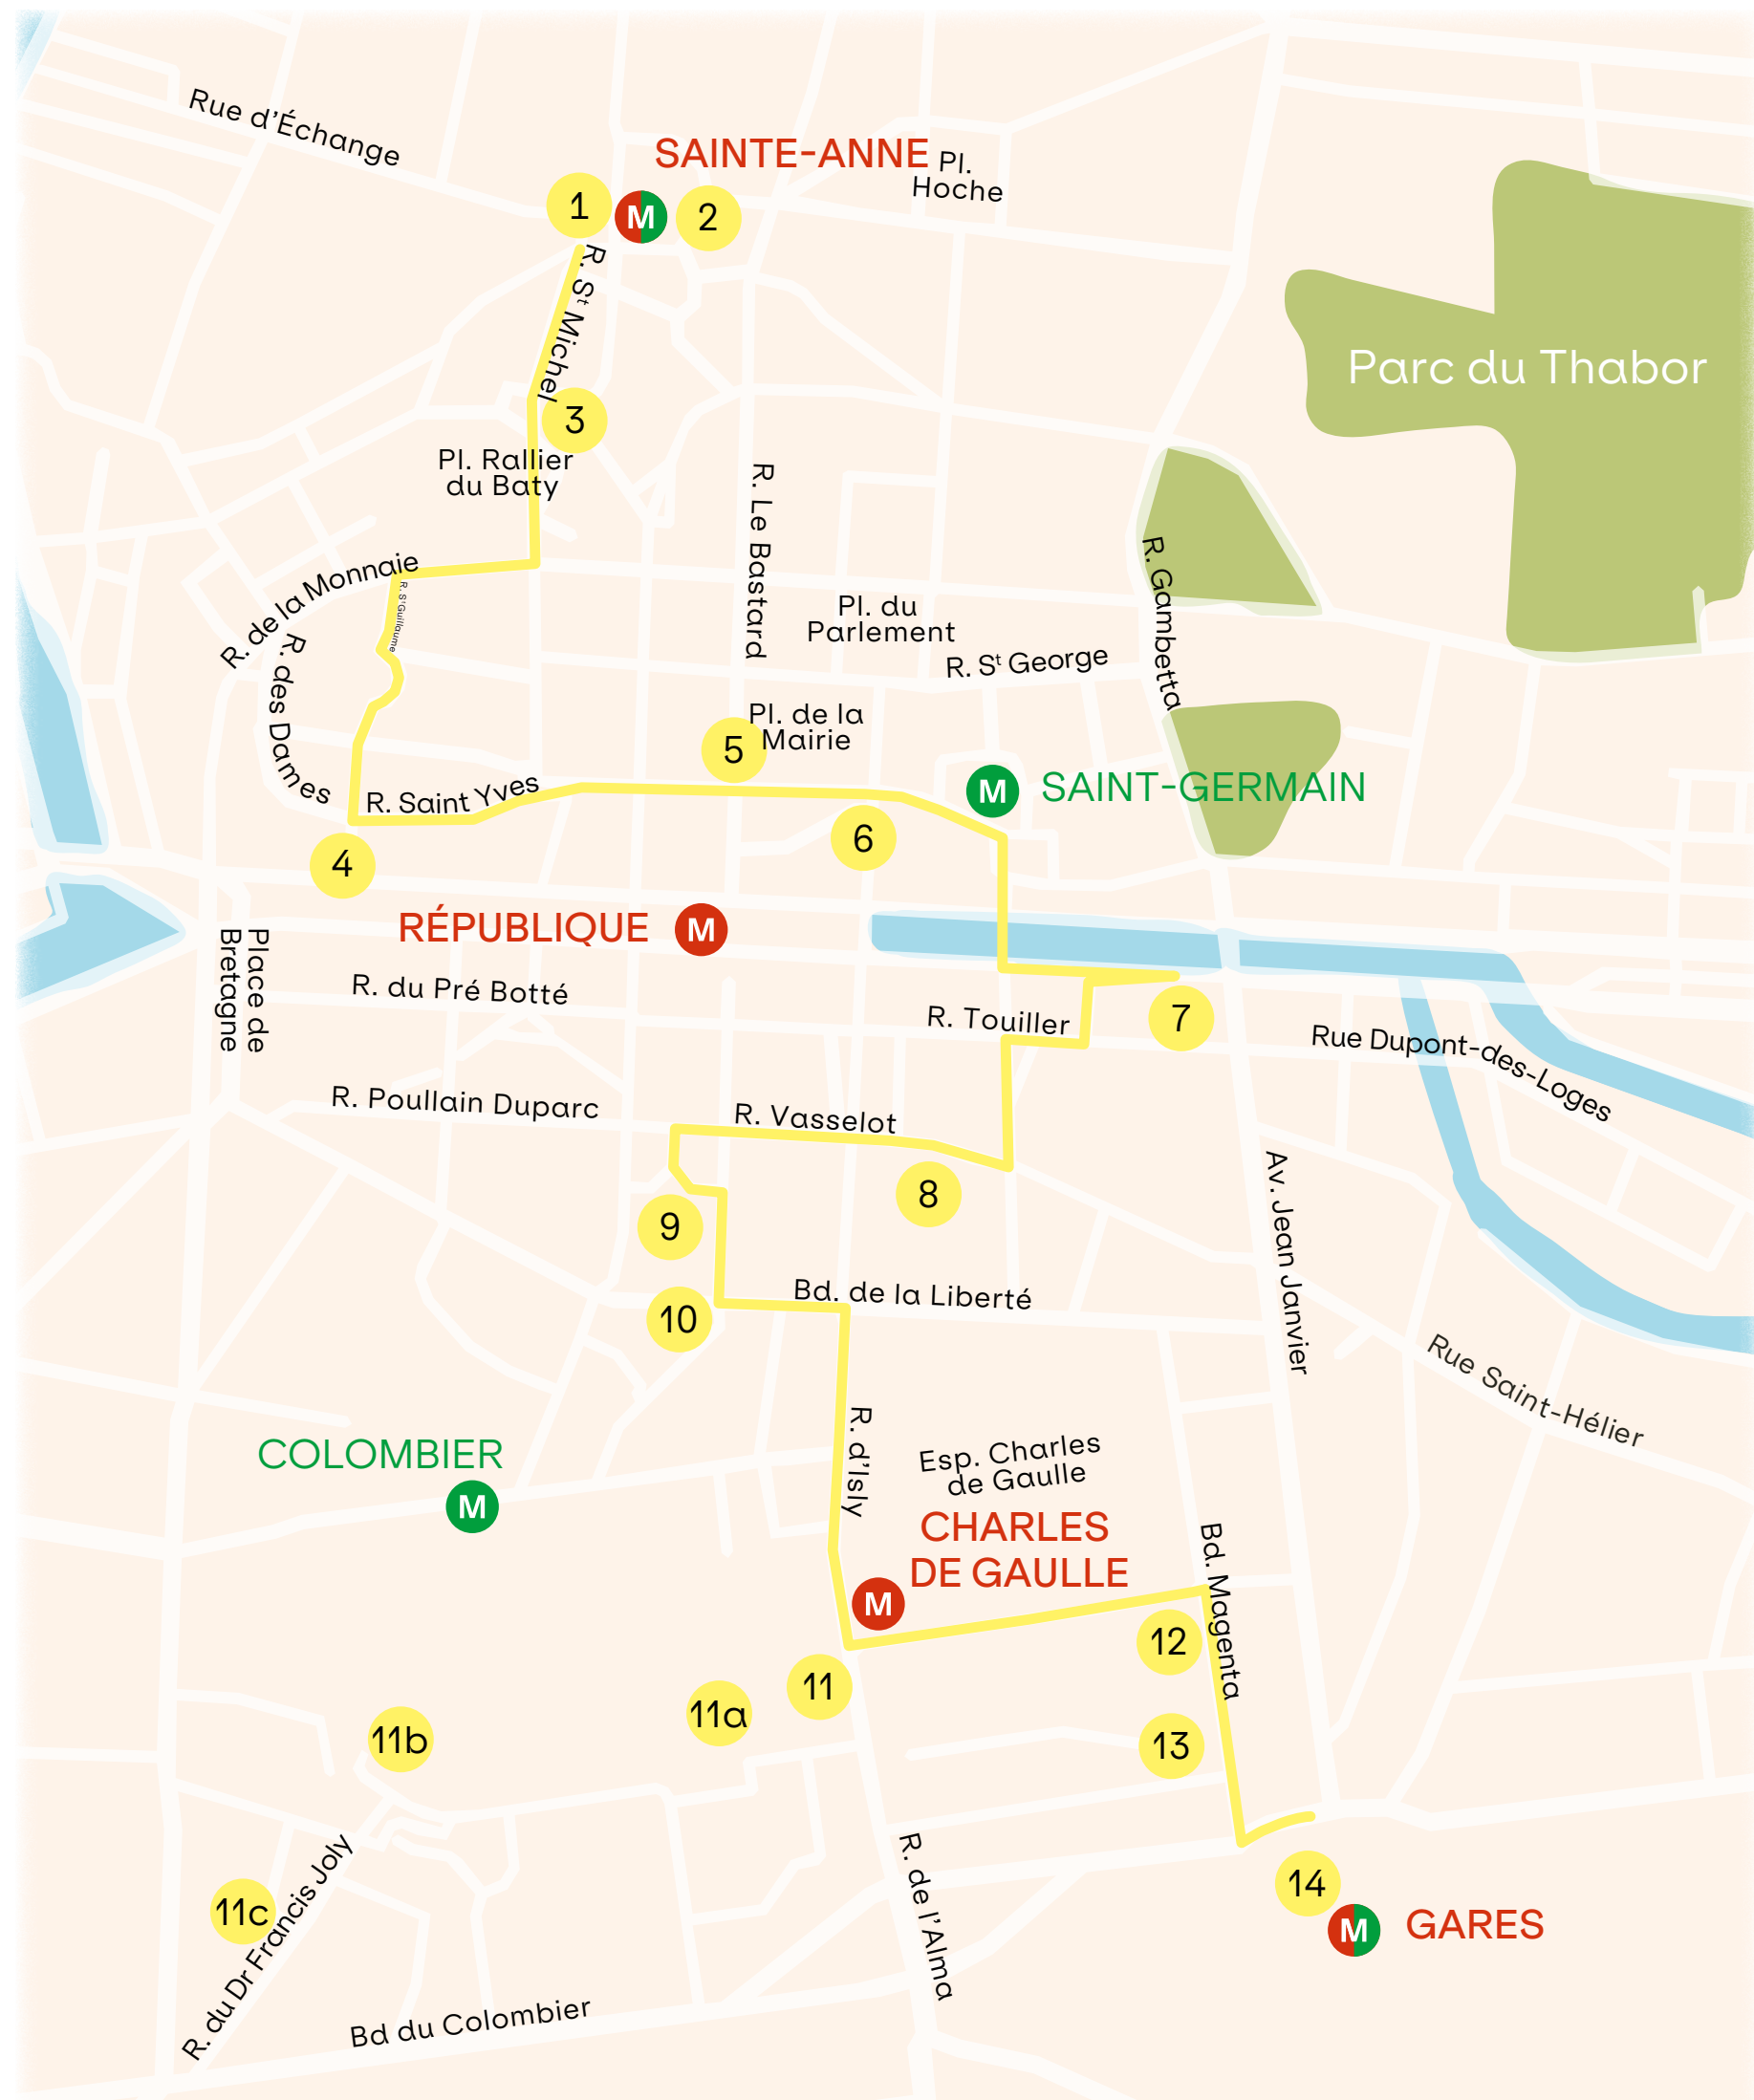 Rue d'Échange
SAINTE-ANNE
Pl.
Hoche
1
M
2
R. St Michel
Parc du Thabor
3
Pl. Rallier
du Baty
R. Le Bastard
R. de la Monnaie
R. St Guillaume
R. Gambetta
Pl. du
Parlement
R. St George
R. des Dames
Pl. de la
Mairie
5
M
SAINT-GERMAIN
R. Saint Yves
6
4
RÉPUBLIQUE
M
Place de
Bretagne
R. du Pré Botté
R. Touiller
7
Rue Dupont-des-Loges
R. Poullain Duparc
R. Vasselot
8
9
Av. Jean Janvier
10
Bd. de la Liberté
Rue Saint-Hélier
R. d'Isly
COLOMBIER
M
Esp. Charles
de Gaulle
CHARLES
DE GAULLE
M
Bd. Magenta
12
11
11a
11b
13
R. du Dr Francis Joly
R. de l'Alma
11c
14
M
GARES
Bd du Colombier